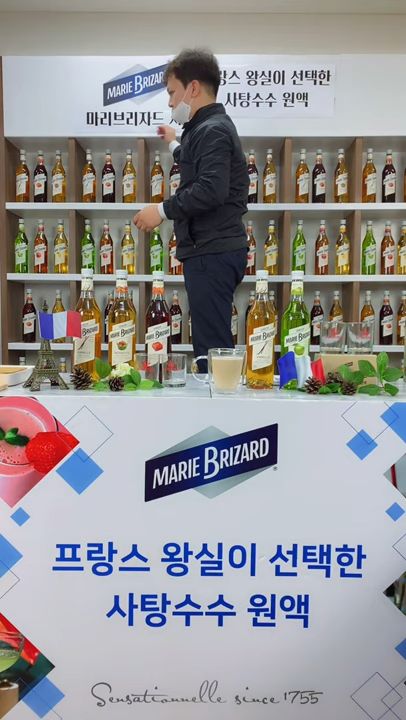 MARIE BRIZARD
랑스 왕실이 선택한
마리브리자드
사탕수수 원액
MARIE BRIZARD
MARIE BRIZARD
프랑스 왕실이 선택한
사탕수수 원액
Sensationnelle since 1755